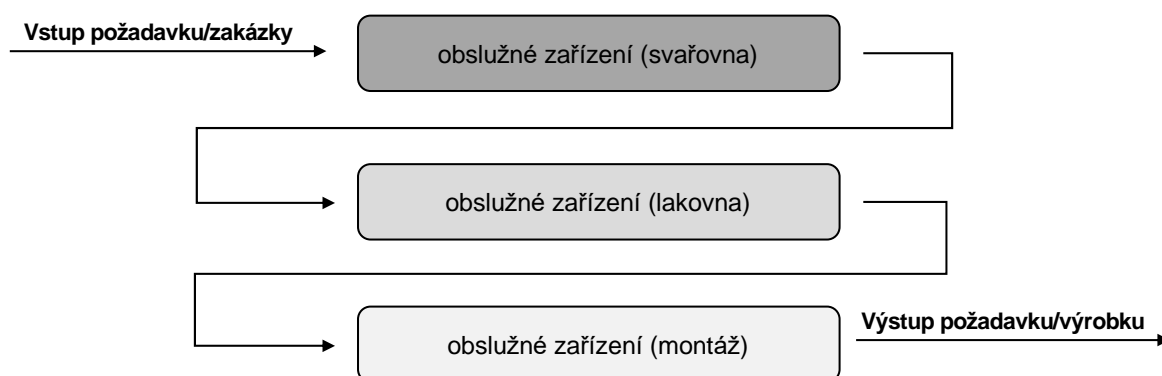 Vstup požadavku/zakázky
obslužné zařízení (svařovna)
obslužné zařízení (lakovna)
Výstup požadavku/výrobku
obslužné zařízení (montáž)